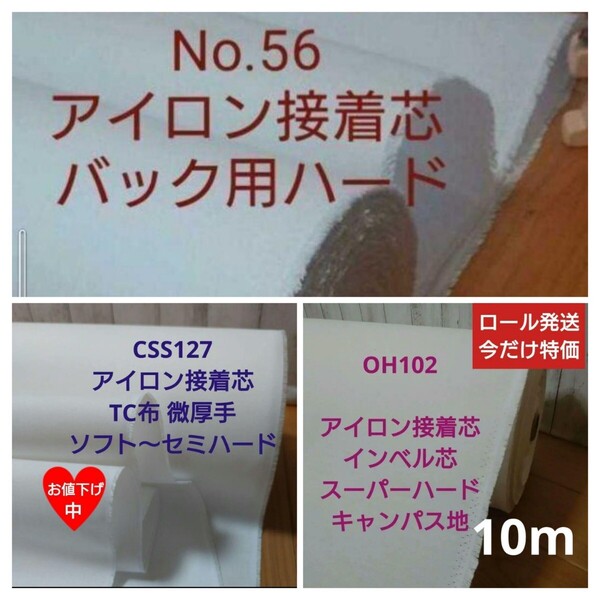 No.56
アイロン接着芯
バック用ハード
CSS127
アイロン接着芯
TC布 微厚手
ソフト～セミハード
お値下げ
中
ロール発送
今だけ特価
OH102
アイロン接着芯
インベル芯
スーパーハード
キャンパス地
10m